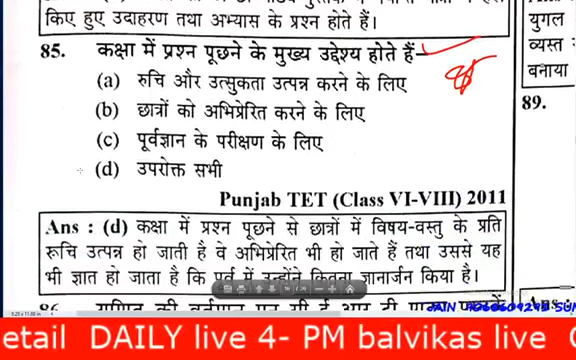 किए हुए उदाहरण तथा अभ्यास के प्रश्न होते हैं।
85. कक्षा में प्रश्न पूछने के मुख्य उद्देश्य होते हैं–
(a) रुचि और उत्सुकता उत्पन्न करने के लिए
(b) छात्रों को अभिप्रेरित करने के लिए
(c) पूर्वज्ञान के परीक्षण के लिए
(d) उपरोक्त सभी
Punjab TET (Class VI-VIII) 2011
Ans : (d) कक्षा में प्रश्न पूछने से छात्रों में विषय-वस्तु के प्रति
रूचि उत्पन्न हो जाती है वे अभिप्रेरित भी हो जाते हैं तथा उससे यह
भी ज्ञात हो जाता है कि पूर्व में उन्होंने कितना ज्ञानार्जन किया है।
86.
युगल
व्यस्त
बनाया
89.
Ans :
etail DAILY live 4- PM balvikas live